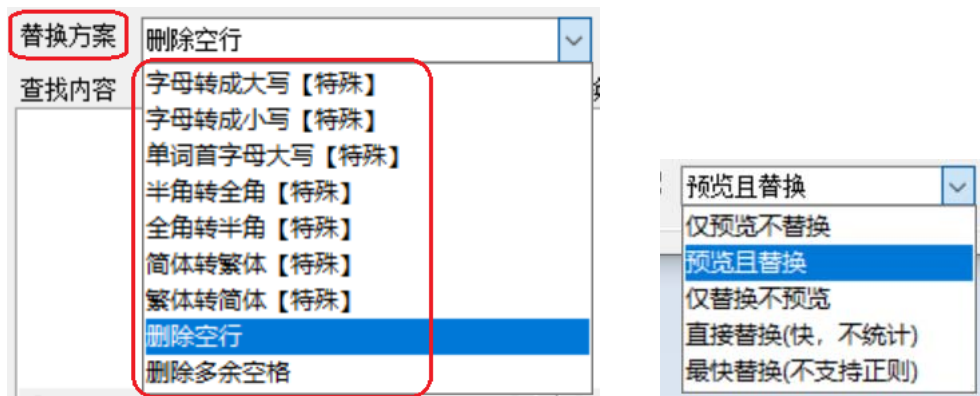 替换方案
删除空行
查找内容
字母转成大写【特殊】
字母转成小写【特殊】
单词首字母大写【特殊】
半角转全角【特殊】
全角转半角【特殊】
简体转繁体【特殊】
繁体转简体【特殊】
删除空行
删除多余空格
预览且替换
仅预览不替换
预览且替换
仅替换不预览
直接替换(快，不统计)
最快替换(不支持正则)